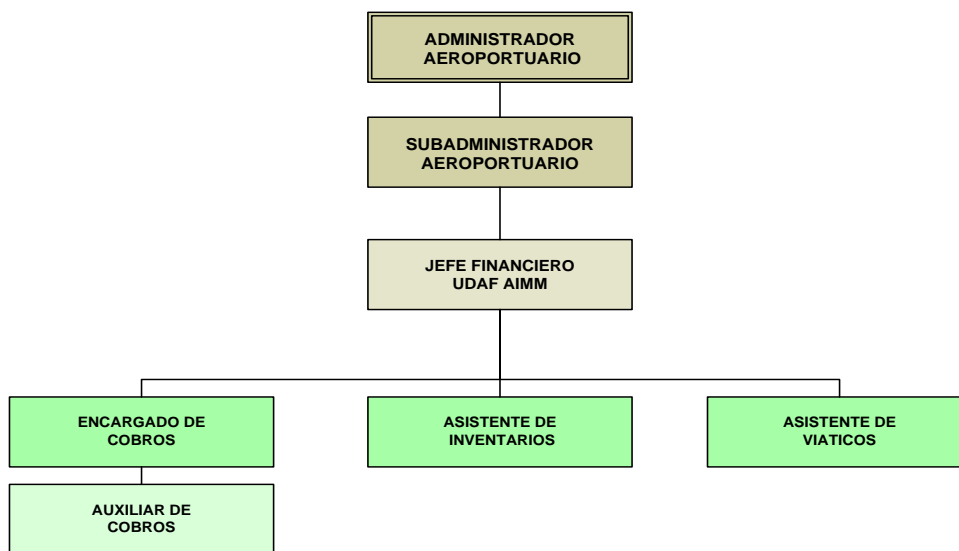 ADMINISTRADOR
AEROPORTUARIO
SUBADMINISTRADOR
AEROPORTUARIO
JEFE FINANCIERO
UDAF AIMM
ENCARGADO DE
COBROS
ASISTENTE DE
INVENTARIOS
ASISTENTE DE
VIATICOS
AUXILIAR DE
COBROS